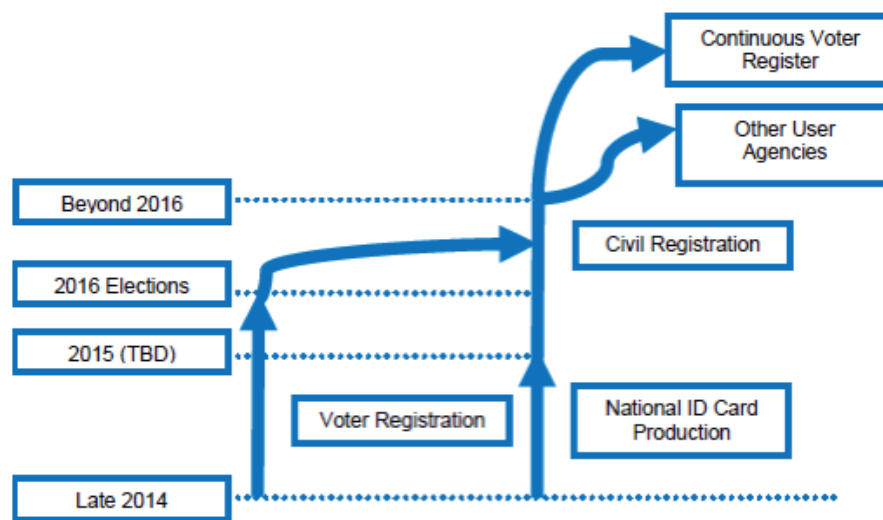 Continuous Voter
Register
Other User
Agencies
Beyond 2016
Civil Registration
2016 Elections
2015 (TBD)
Voter Registration
National ID Card
Production
Late 2014